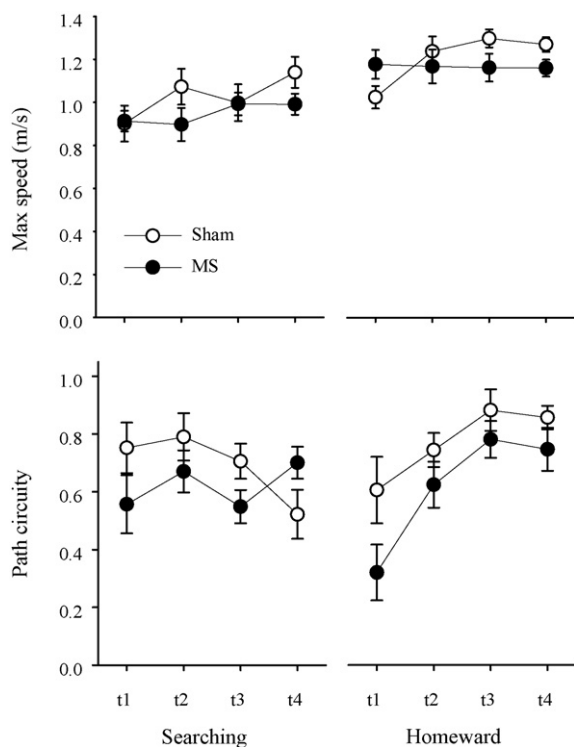 Max speed (m/s)
1.4
1.2
1.0
0.8
0.6
0.4
0.2
0.0
Sham
MS
Path circuity
1.0
0.8
0.6
0.4
0.2
0.0
t1 t2 t3 t4 t1 t2 t3 t4
Searching Homeward